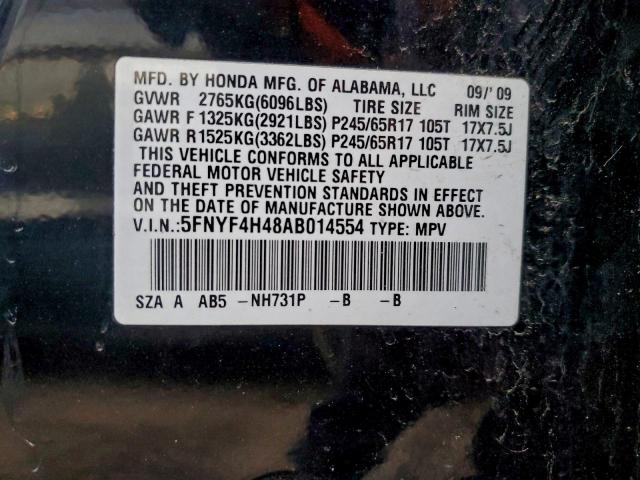 MFD. BY HONDA MFG. OF ALABAMA, LLC 09/'09
GVWR 2765KG(6096LBS) TIRE SIZE RIM SIZE
GAWR F 1325KG(2921LBS) P245/65R17 105T 17X7.5J
GAWR R 1525KG(3362LBS) P245/65R17 105T 17X7.5J
THIS VEHICLE CONFORMS TO ALL APPLICABLE
FEDERAL MOTOR VEHICLE SAFETY
AND THEFT PREVENTION STANDARDS IN EFFECT
ON THE DATE OF MANUFACTURE SHOWN ABOVE.
V.I.N.:5FNYF4H48AB014554 TYPE: MPV
SZA A AB5 -NH731P -B -B